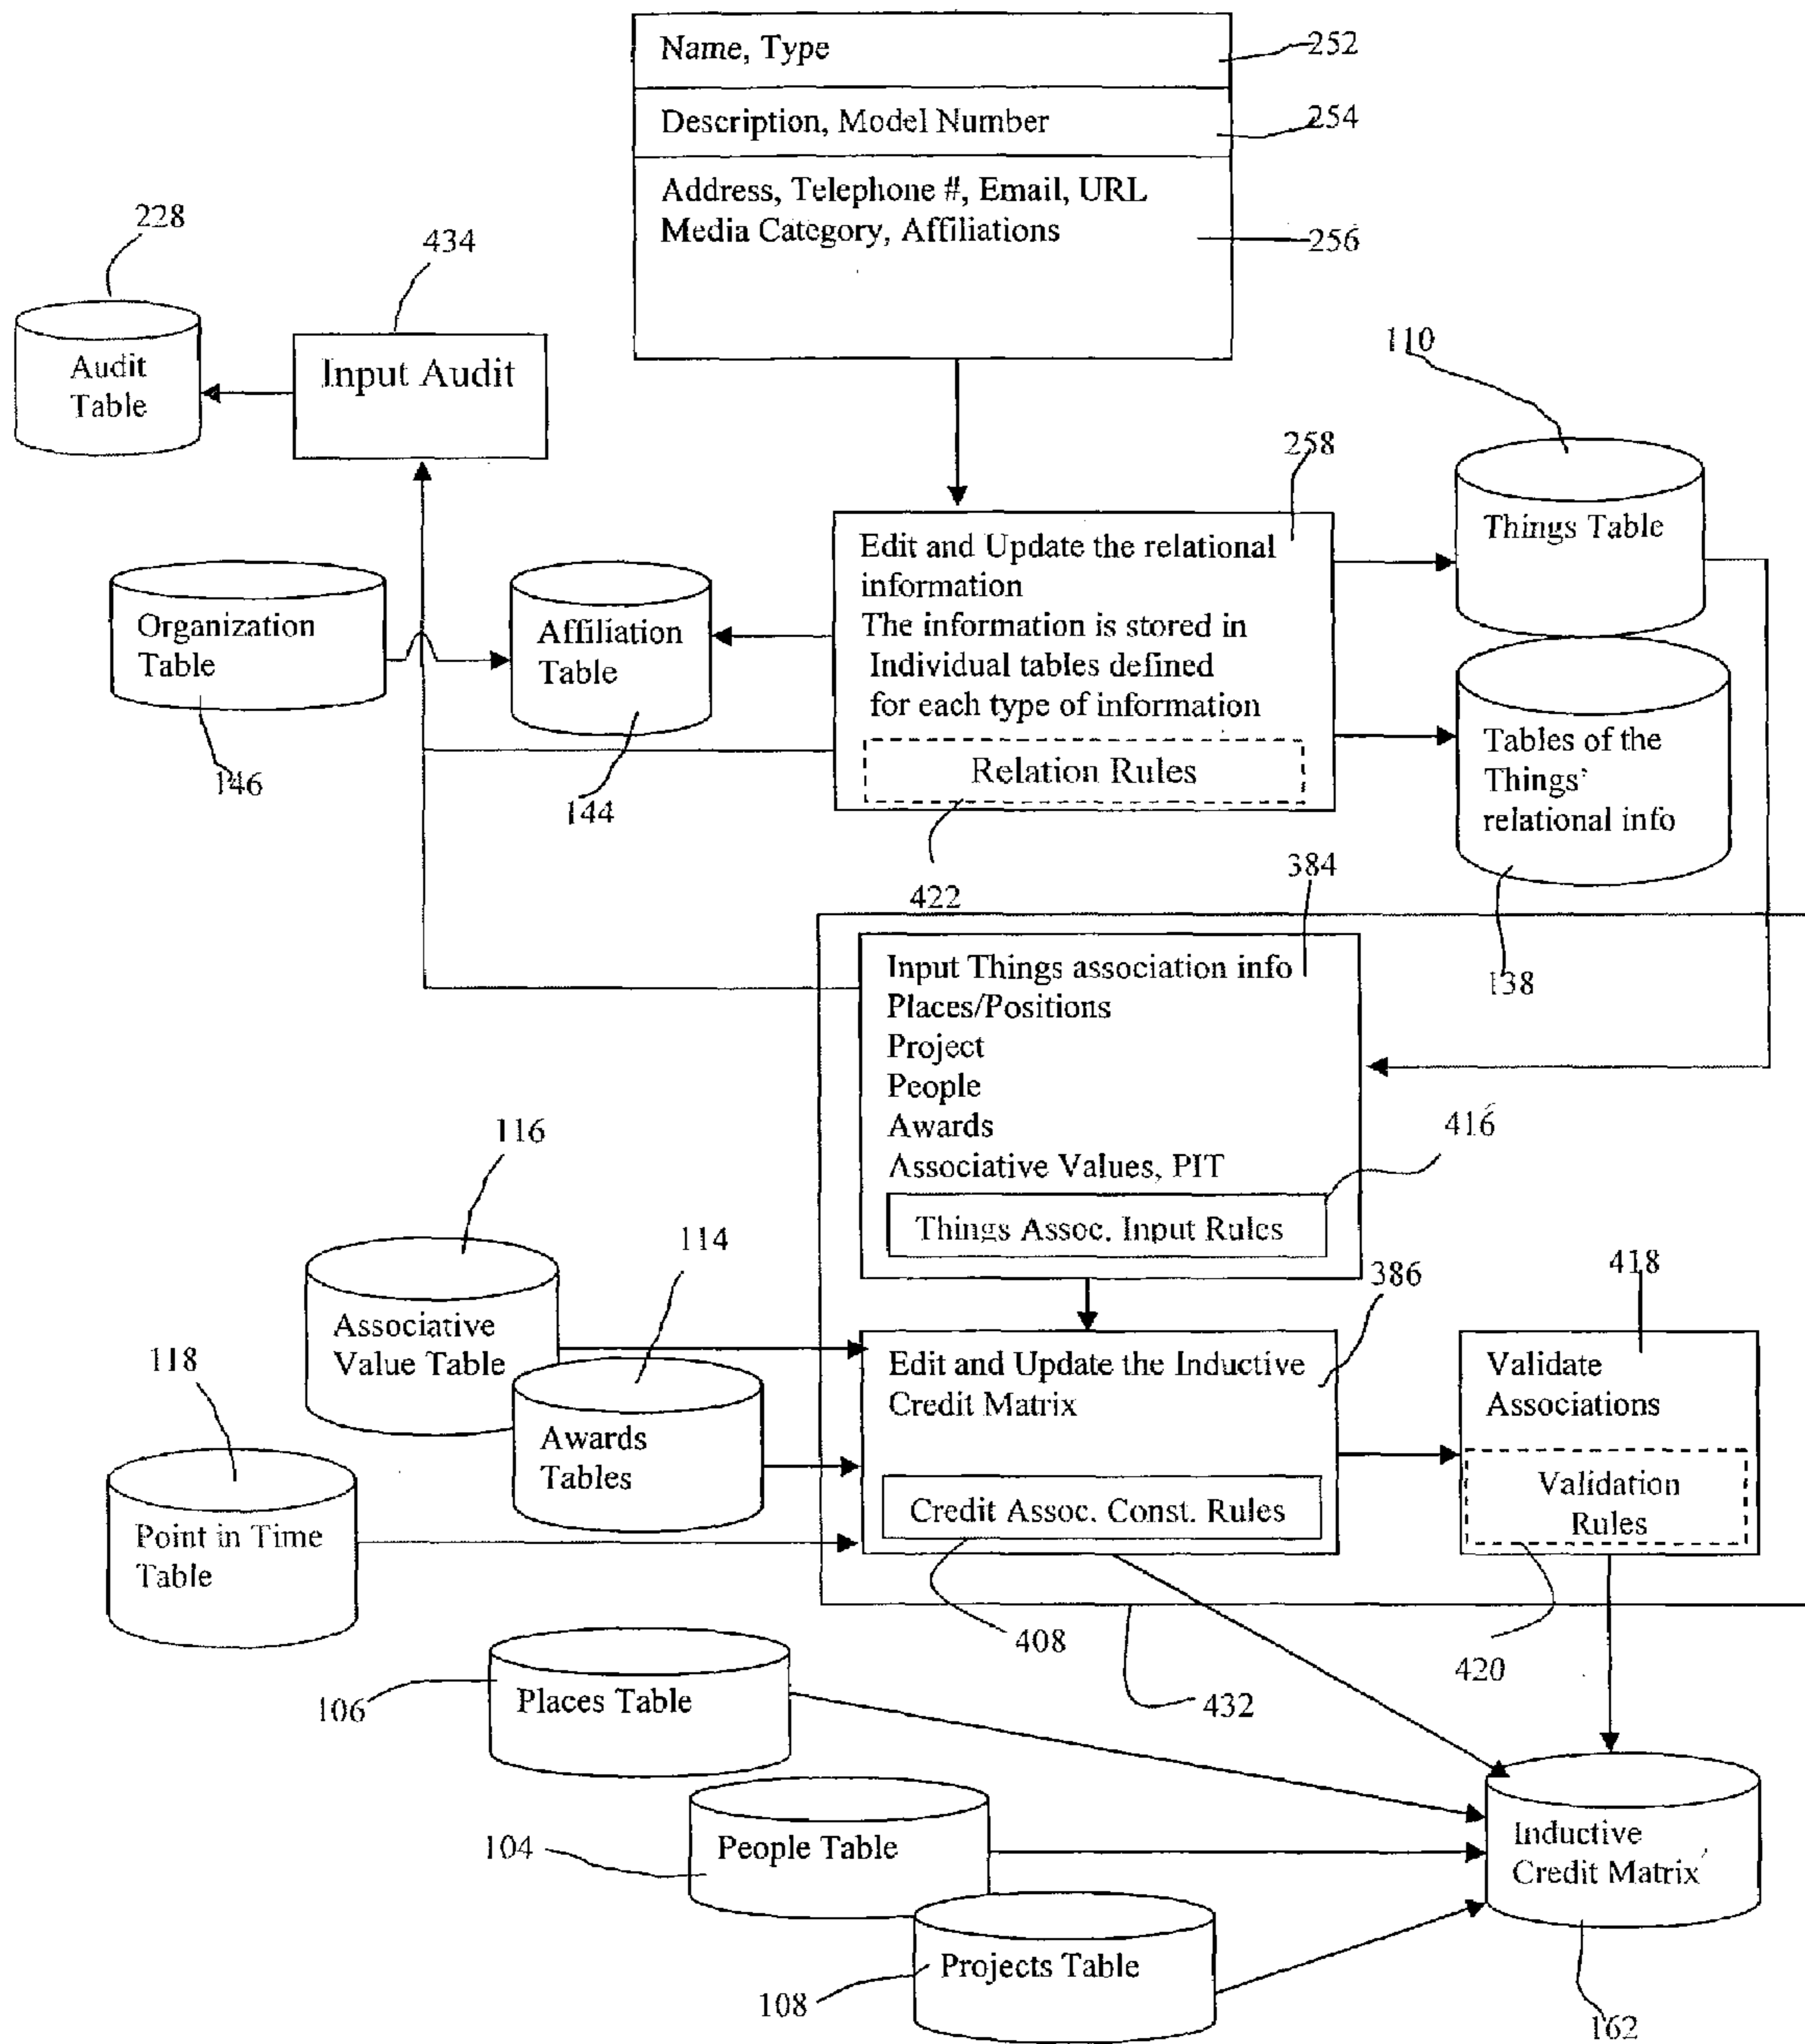 Name, Type
252
Description, Model Number
254
Address, Telephone #, Email, URL
Media Category, Affiliations
256
228
434
Audit
Table
Input Audit
110
258
Things Table
Edit and Update the relational
information
The information is stored in
Individual tables defined
for each type of information
Relation Rules
Organization
Table
Affiliation
Table
146
144
Tables of the
Things'
relational info
422
384
138
Input Things association info
Places/Positions
Project
People
Awards
Associative Values, PIT
416
Things Assoc. Input Rules
116
114
418
386
Associative
Value Table
118
Edit and Update the Inductive
Credit Matrix
Validate
Associations
Awards
Tables
Validation
Rules
Credit Assoc. Const. Rules
Point in Time
Table
408
420
432
Places Table
106
People Table
104
Inductive
Credit Matrix
Projects Table
108
162